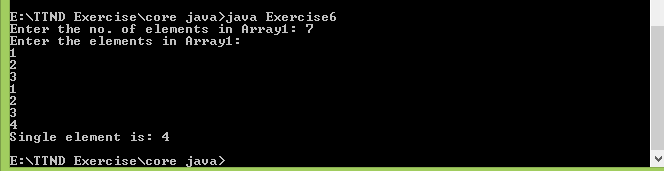 E:\TTND Exercise\core java>java Exercise6
Enter the no. of elements in Array1: 7
Enter the elements in Array1:
1
2
3
1
2
3
4
Single element is: 4
E:\TTND Exercise\core java>